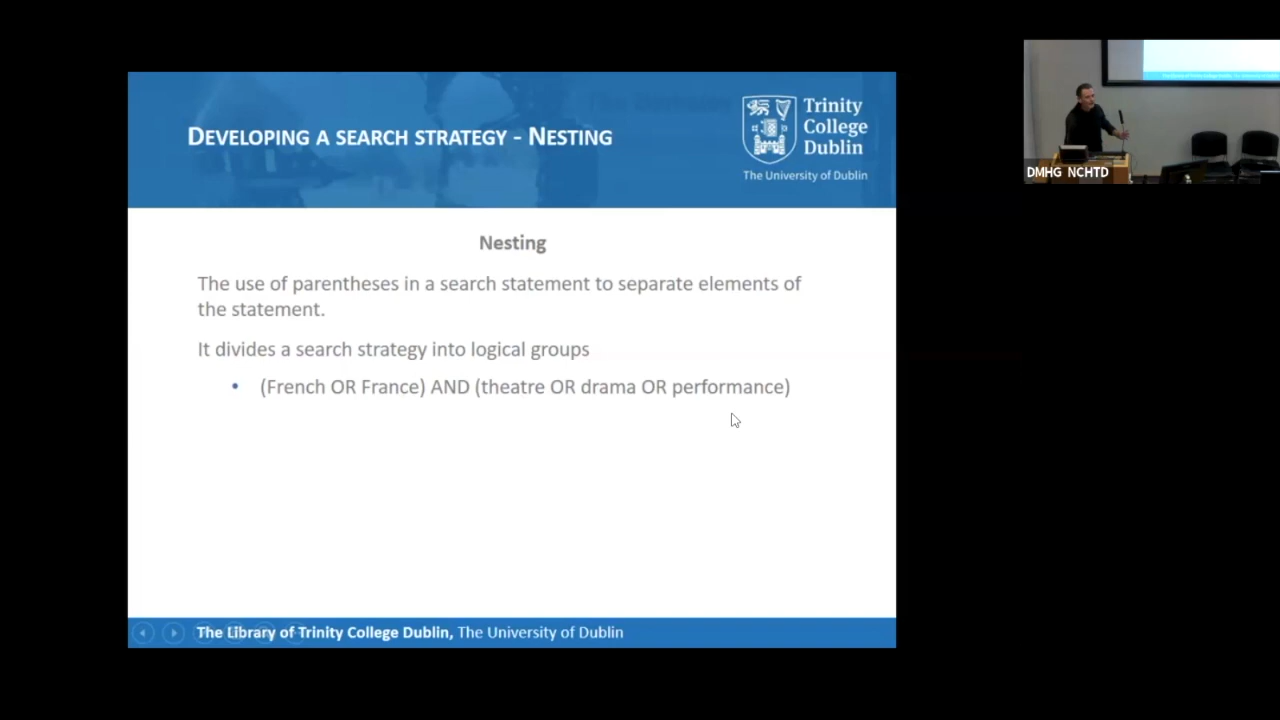 DEVELOPING A SEARCH STRATEGY - NESTING
Trinity
College
Dublin
The University of Dublin
DMHG NCHTD
Nesting
The use of parentheses in a search statement to separate elements of
the statement.
It divides a search strategy into logical groups
• (French OR France) AND (theatre OR drama OR performance)
The Library of Trinity College Dublin, The University of Dublin